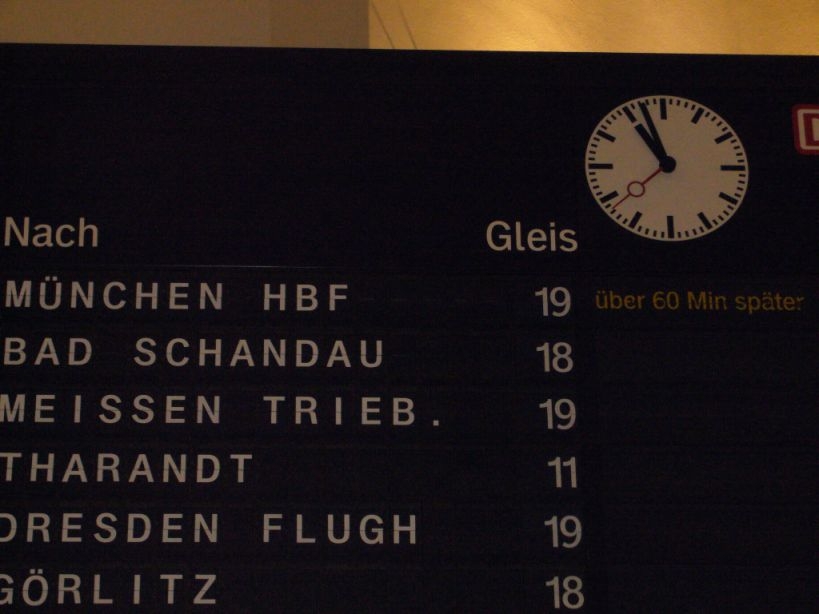 Nach Gleis
MÜNCHEN HBF 19 über 60 Min später
BAD SCHANDAU 18
MEISSEN TRIEB. 19
THARANDT 11
DRESDEN FLUGH 19
GÖRLITZ 18